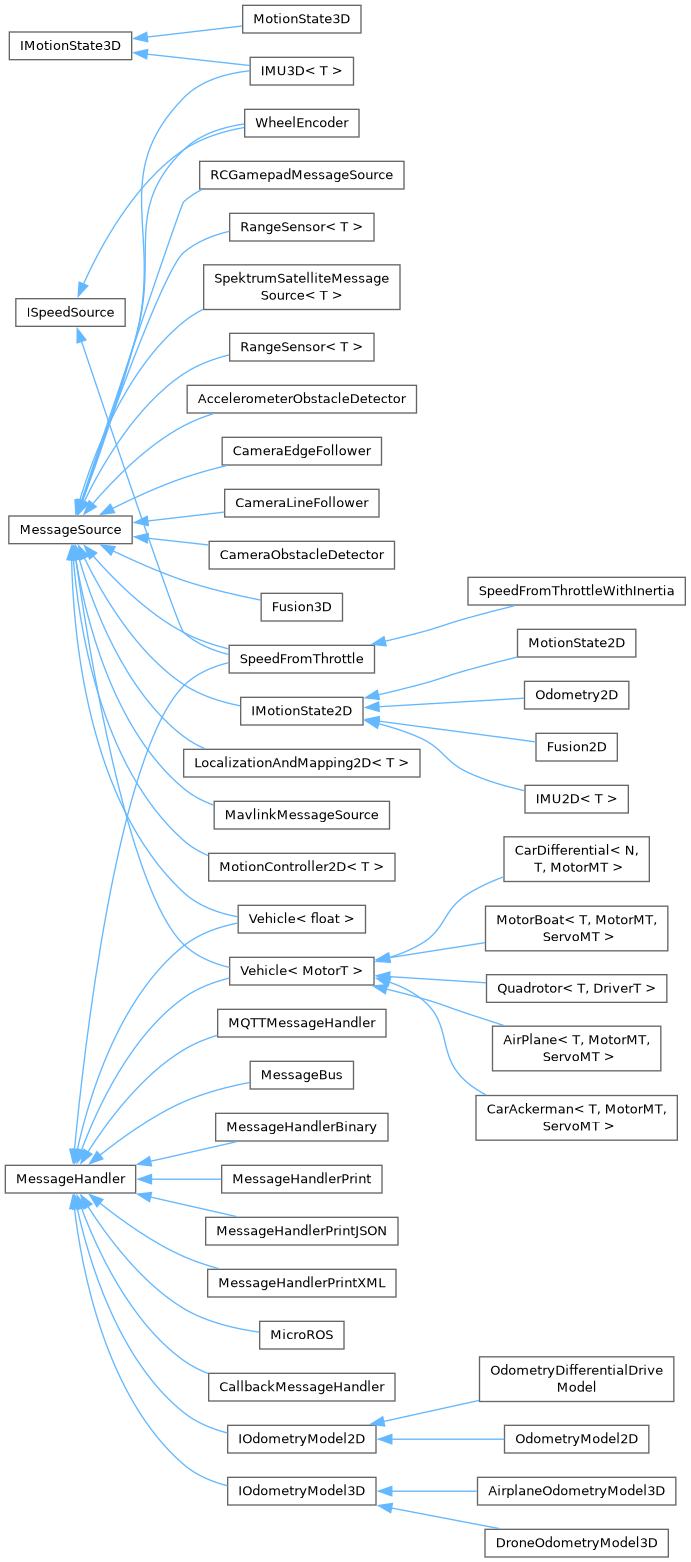 MotionState3D
IMotionState3D
IMU3D< T >
WheelEncoder
RCGamepadMessageSource
RangeSensor< T >
SpektrumSatelliteMessage
Source< T >
ISpeedSource
RangeSensor< T >
AccelerometerObstacleDetector
CameraEdgeFollower
CameraLineFollower
MessageSource
CameraObstacleDetector
Fusion3D
SpeedFromThrottleWithInertia
SpeedFromThrottle
MotionState2D
Odometry2D
IMotionState2D
Fusion2D
LocalizationAndMapping2D< T >
IMU2D< T >
MavlinkMessageSource
CarDifferential< N,
T, MotorMT >
MotionController2D< T >
Vehicle< float >
MotorBoat< T, MotorMT,
ServoMT >
Vehicle< MotorT >
Quadrotor< T, DriverT >
MQTTMessageHandler
AirPlane< T, MotorMT,
ServoMT >
MessageBus
CarAckerman< T, MotorMT,
ServoMT >
MessageHandlerBinary
MessageHandler
MessageHandlerPrint
MessageHandlerPrintJSON
MessageHandlerPrintXML
MicroROS
CallbackMessageHandler
OdometryDifferentialDrive
Model
IOdometryModel2D
OdometryModel2D
IOdometryModel3D
AirplaneOdometryModel3D
DroneOdometryModel3D